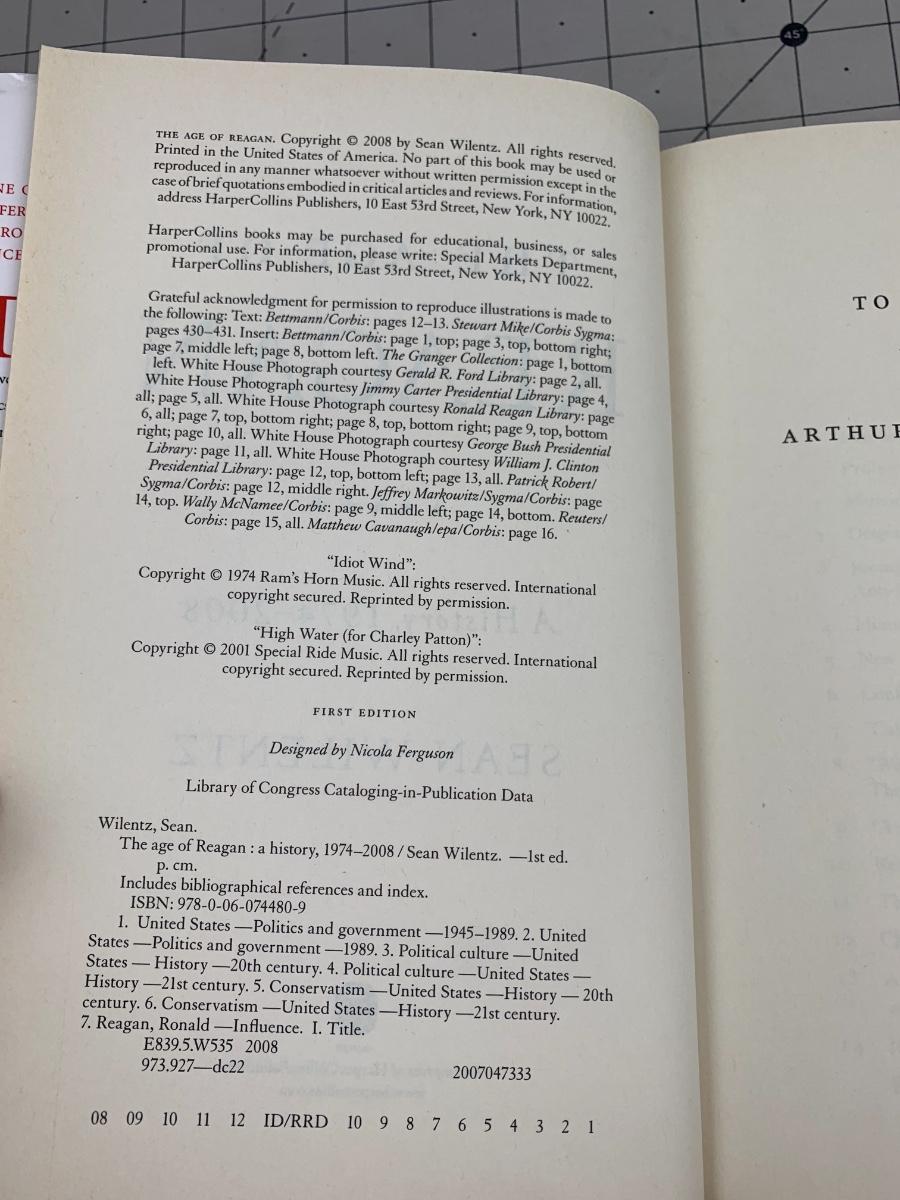 45°
THE AGE OF REAGAN. Copyright © 2008 by Sean Wilentz. All rights reserved.
Printed in the United States of America. No part of this book may be used or
reproduced in any manner whatsoever without written permission except in the
case of brief quotations embodied in critical articles and reviews. For information,
address HarperCollins Publishers, 10 East 53rd Street, New York, NY 10022.
HarperCollins books may be purchased for educational, business, or sales
promotional use. For information, please write: Special Markets Department,
HarperCollins Publishers, 10 East 53rd Street, New York, NY 10022.
Grateful acknowledgment for permission to reproduce illustrations is made to
the following: Text: Bettmann/Corbis: pages 12–13. Stewart Mike/Corbis Sygma:
pages 430–431. Insert: Bettmann/Corbis: page 1, top; page 3, top, bottom right;
page 7, middle left; page 8, bottom left. The Granger Collection: page 1, bottom
left. White House Photograph courtesy Gerald R. Ford Library: page 2, all.
White House Photograph courtesy Jimmy Carter Presidential Library: page 4,
all; page 5, all. White House Photograph courtesy Ronald Reagan Library: page
6, all; page 7, top, bottom right; page 8, top, bottom right; page 9, top, bottom
right; page 10, all. White House Photograph courtesy George Bush Presidential
Library: page 11, all. White House Photograph courtesy William J. Clinton
Presidential Library: page 12, top, bottom left; page 13, all. Patrick Robert/
Sygma/Corbis: page 12, middle right. Jeffrey Markowitz/Sygma/Corbis: page
14, top. Wally McNamee/Corbis: page 9, middle left; page 14, bottom. Reuters/
Corbis: page 15, all. Matthew Cavanaugh/epa/Corbis: page 16.
“Idiot Wind”:
Copyright © 1974 Ram’s Horn Music. All rights reserved. International
copyright secured. Reprinted by permission.
“High Water (for Charley Patton)”:
Copyright © 2001 Special Ride Music. All rights reserved. International
copyright secured. Reprinted by permission.
FIRST EDITION
Designed by Nicola Ferguson
Library of Congress Cataloging-in-Publication Data
Wilentz, Sean.
The age of Reagan : a history, 1974–2008 / Sean Wilentz. —1st ed.
p. cm.
Includes bibliographical references and index.
ISBN: 978-0-06-074480-9
1. United States —Politics and government —1945–1989. 2. United
States —Politics and government —1989. 3. Political culture —United
States — History —20th century. 4. Political culture —United States —
History —21st century. 5. Conservatism —United States —History — 20th
century. 6. Conservatism —United States —History —21st century.
7. Reagan, Ronald —Influence. I. Title.
E839.5.W535 2008
973.927—dc22 2007047333
08 09 10 11 12 ID/RRD 10 9 8 7 6 5 4 3 2 1
TO
ARTHUR